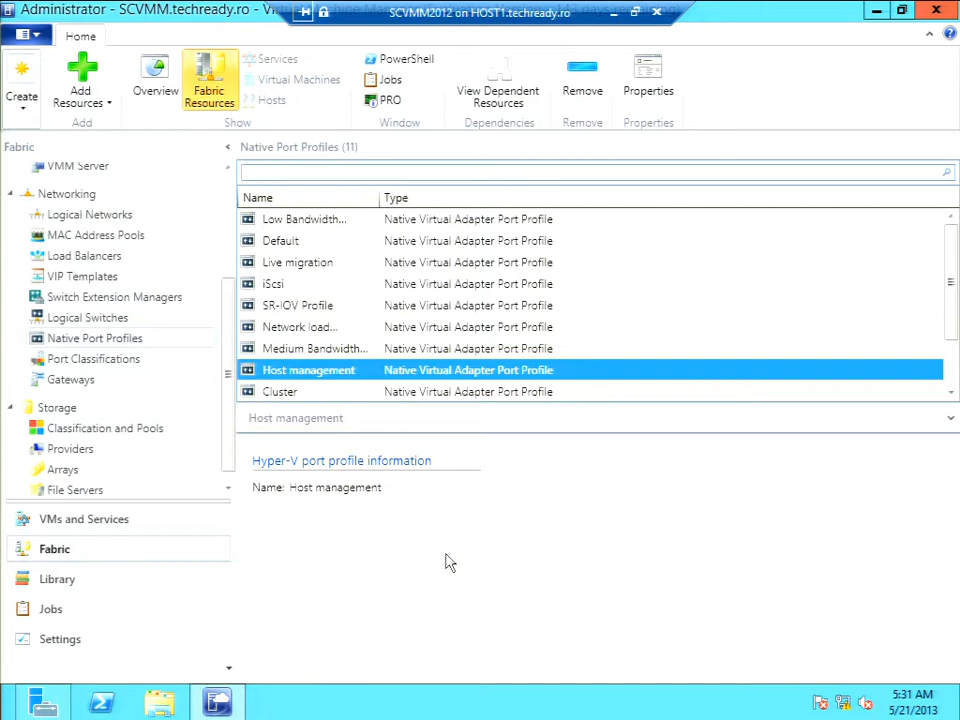 Administrator - SCVMM.techready.ro - Vi
SCVMM2012 on HOST1.techready.ro
Home
Create
Add Resources
Add
Overview
Fabric Resources
Services
Virtual Machines
Hosts
Show
PowerShell
Jobs
PRO
Window
View Dependent Resources
Dependencies
Remove
Remove
Properties
Properties
Fabric
VMM Server
Networking
Logical Networks
MAC Address Pools
Load Balancers
VIP Templates
Switch Extension Managers
Logical Switches
Native Port Profiles
Port Classifications
Gateways
Storage
Classification and Pools
Providers
Arrays
File Servers
VMs and Services
Fabric
Library
Jobs
Settings
Native Port Profiles (11)
Name Type
Low Bandwidth... Native Virtual Adapter Port Profile
Default Native Virtual Adapter Port Profile
Live migration Native Virtual Adapter Port Profile
iScsi Native Virtual Adapter Port Profile
SR-IOV Profile Native Virtual Adapter Port Profile
Network load... Native Virtual Adapter Port Profile
Medium Bandwidth... Native Virtual Adapter Port Profile
Host management Native Virtual Adapter Port Profile
Cluster Native Virtual Adapter Port Profile
Host management
Hyper-V port profile information
Name: Host management
5:31 AM
5/21/2013